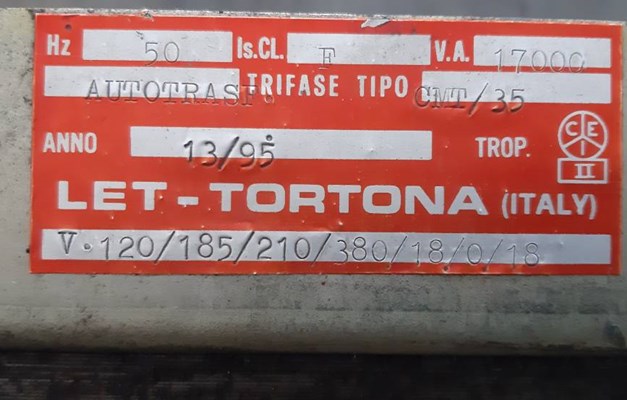 Hz 50 Is.CL. F V.A. 17000
AUTOTRASF. TRIFASE TIPO CMT/35
ANNO 13/95 TROP. CEI
II
LET-TORTONA (ITALY)
V.120/185/210/380/18/0/18